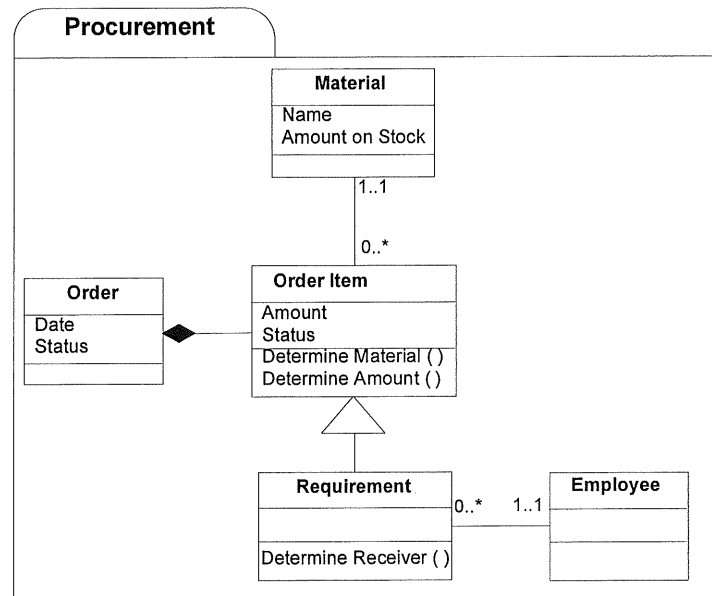 Procurement
Material
Name
Amount on Stock
1..1
0..*
Order
Date
Status
Order Item
Amount
Status
Determine Material ( )
Determine Amount ( )
Requirement
Determine Receiver ( )
0..*
1..1
Employee